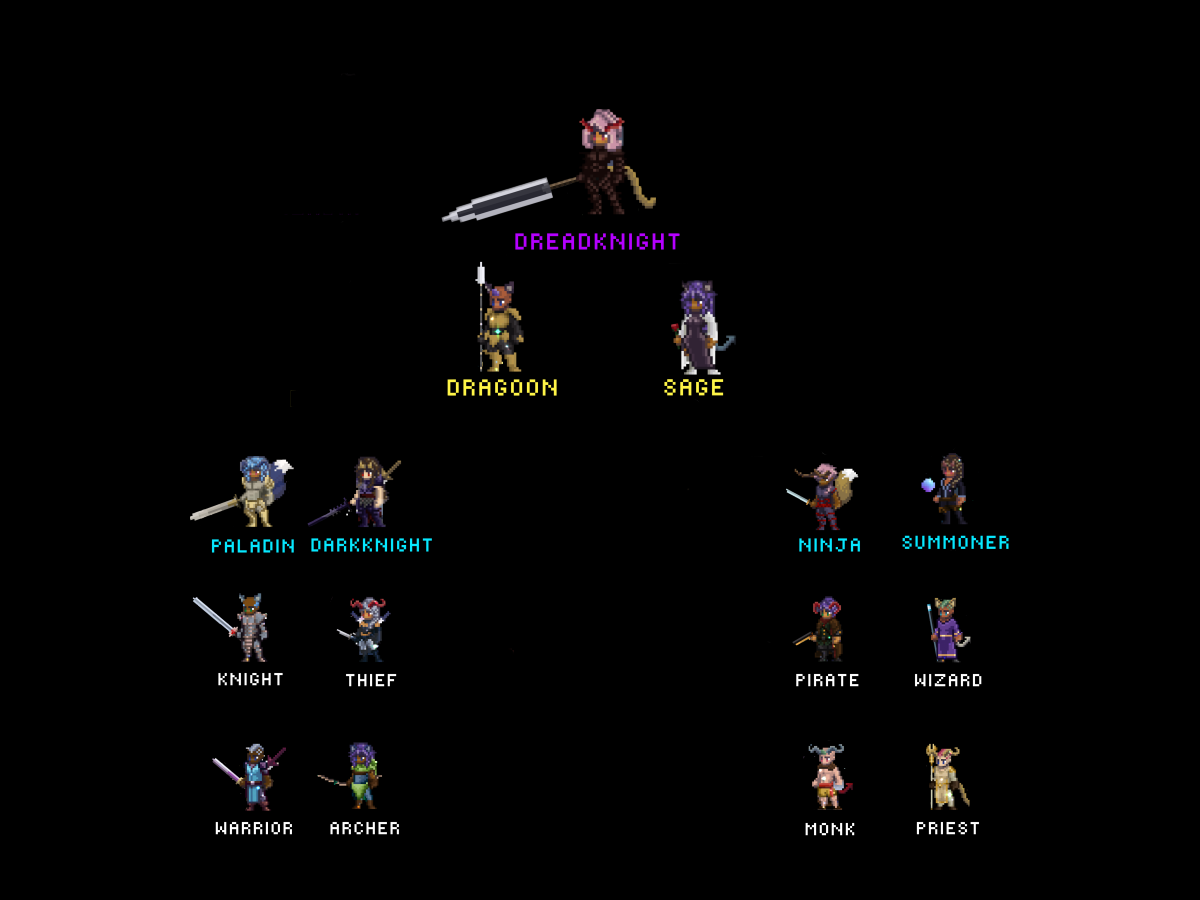 DREADKNIGHT
DRAGOON SAGE
PALADIN DARKKNIGHT NINJA SUMMONER
KNIGHT THIEF PIRATE WIZARD
WARRIOR ARCHER MONK PRIEST